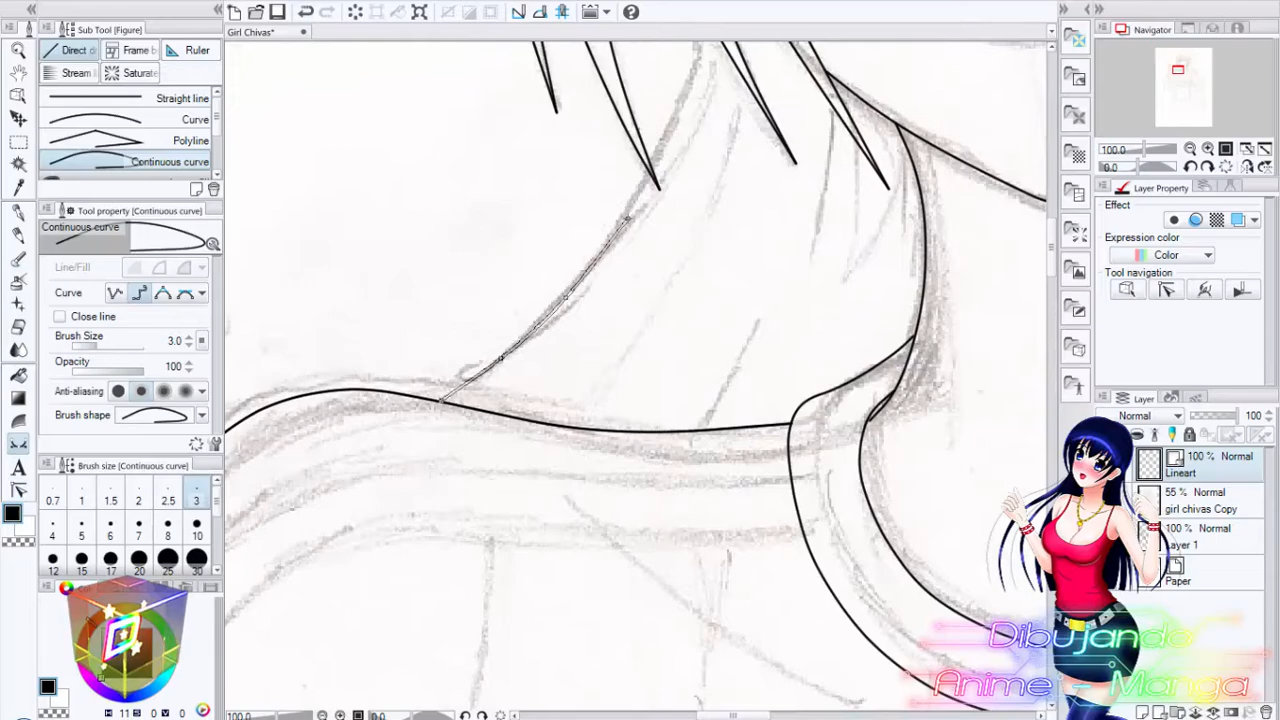 Sub Tool [Figure]
Girl Chivas*
Direct d
Frame b
Ruler
Stream
Saturate
Straight line
Curve
Polyline
Continuous curve
Tool property [Continuous curve]
Continuous curve
Line/Fill
Curve
Close line
Brush Size
3.0
Opacity
100
Anti-aliasing
Brush shape
Brush size [Continuous curve]
0.7 1 1.5 2 2.5 3
4 5 6 7 8 10
12 15 17 20 25 30
Navigator
100.0
0.0
Layer Property
Effect
Expression color
Color
Tool navigation
Layer
Normal
100
100 % Normal
Lineart
55 % Normal
girl chivas Copy
100 % Normal
Layer 1
Paper
Dibujando
Anime - Manga
100.0
0.0